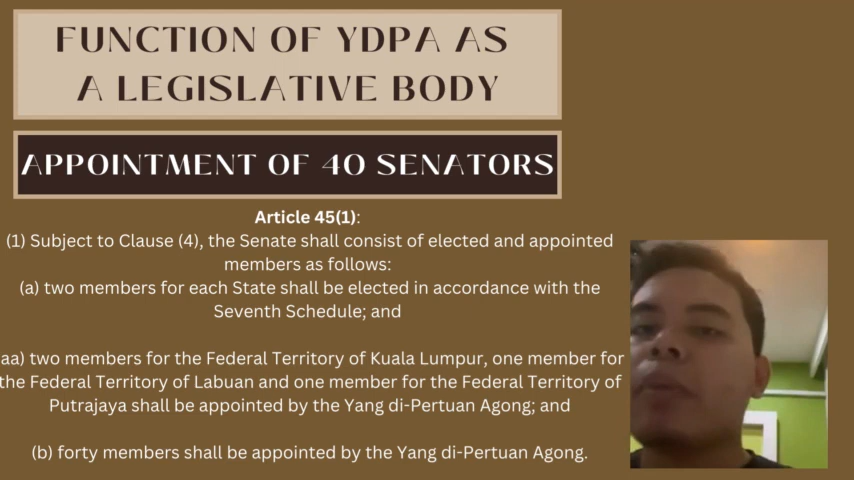 FUNCTION OF YDPA AS
A LEGISLATIVE BODY
APPOINTMENT OF 40 SENATORS
Article 45(1):
(1) Subject to Clause (4), the Senate shall consist of elected and appointed
members as follows:
(a) two members for each State shall be elected in accordance with the
Seventh Schedule; and
aa) two members for the Federal Territory of Kuala Lumpur, one member for
the Federal Territory of Labuan and one member for the Federal Territory of
Putrajaya shall be appointed by the Yang di-Pertuan Agong; and
(b) forty members shall be appointed by the Yang di-Pertuan Agong.